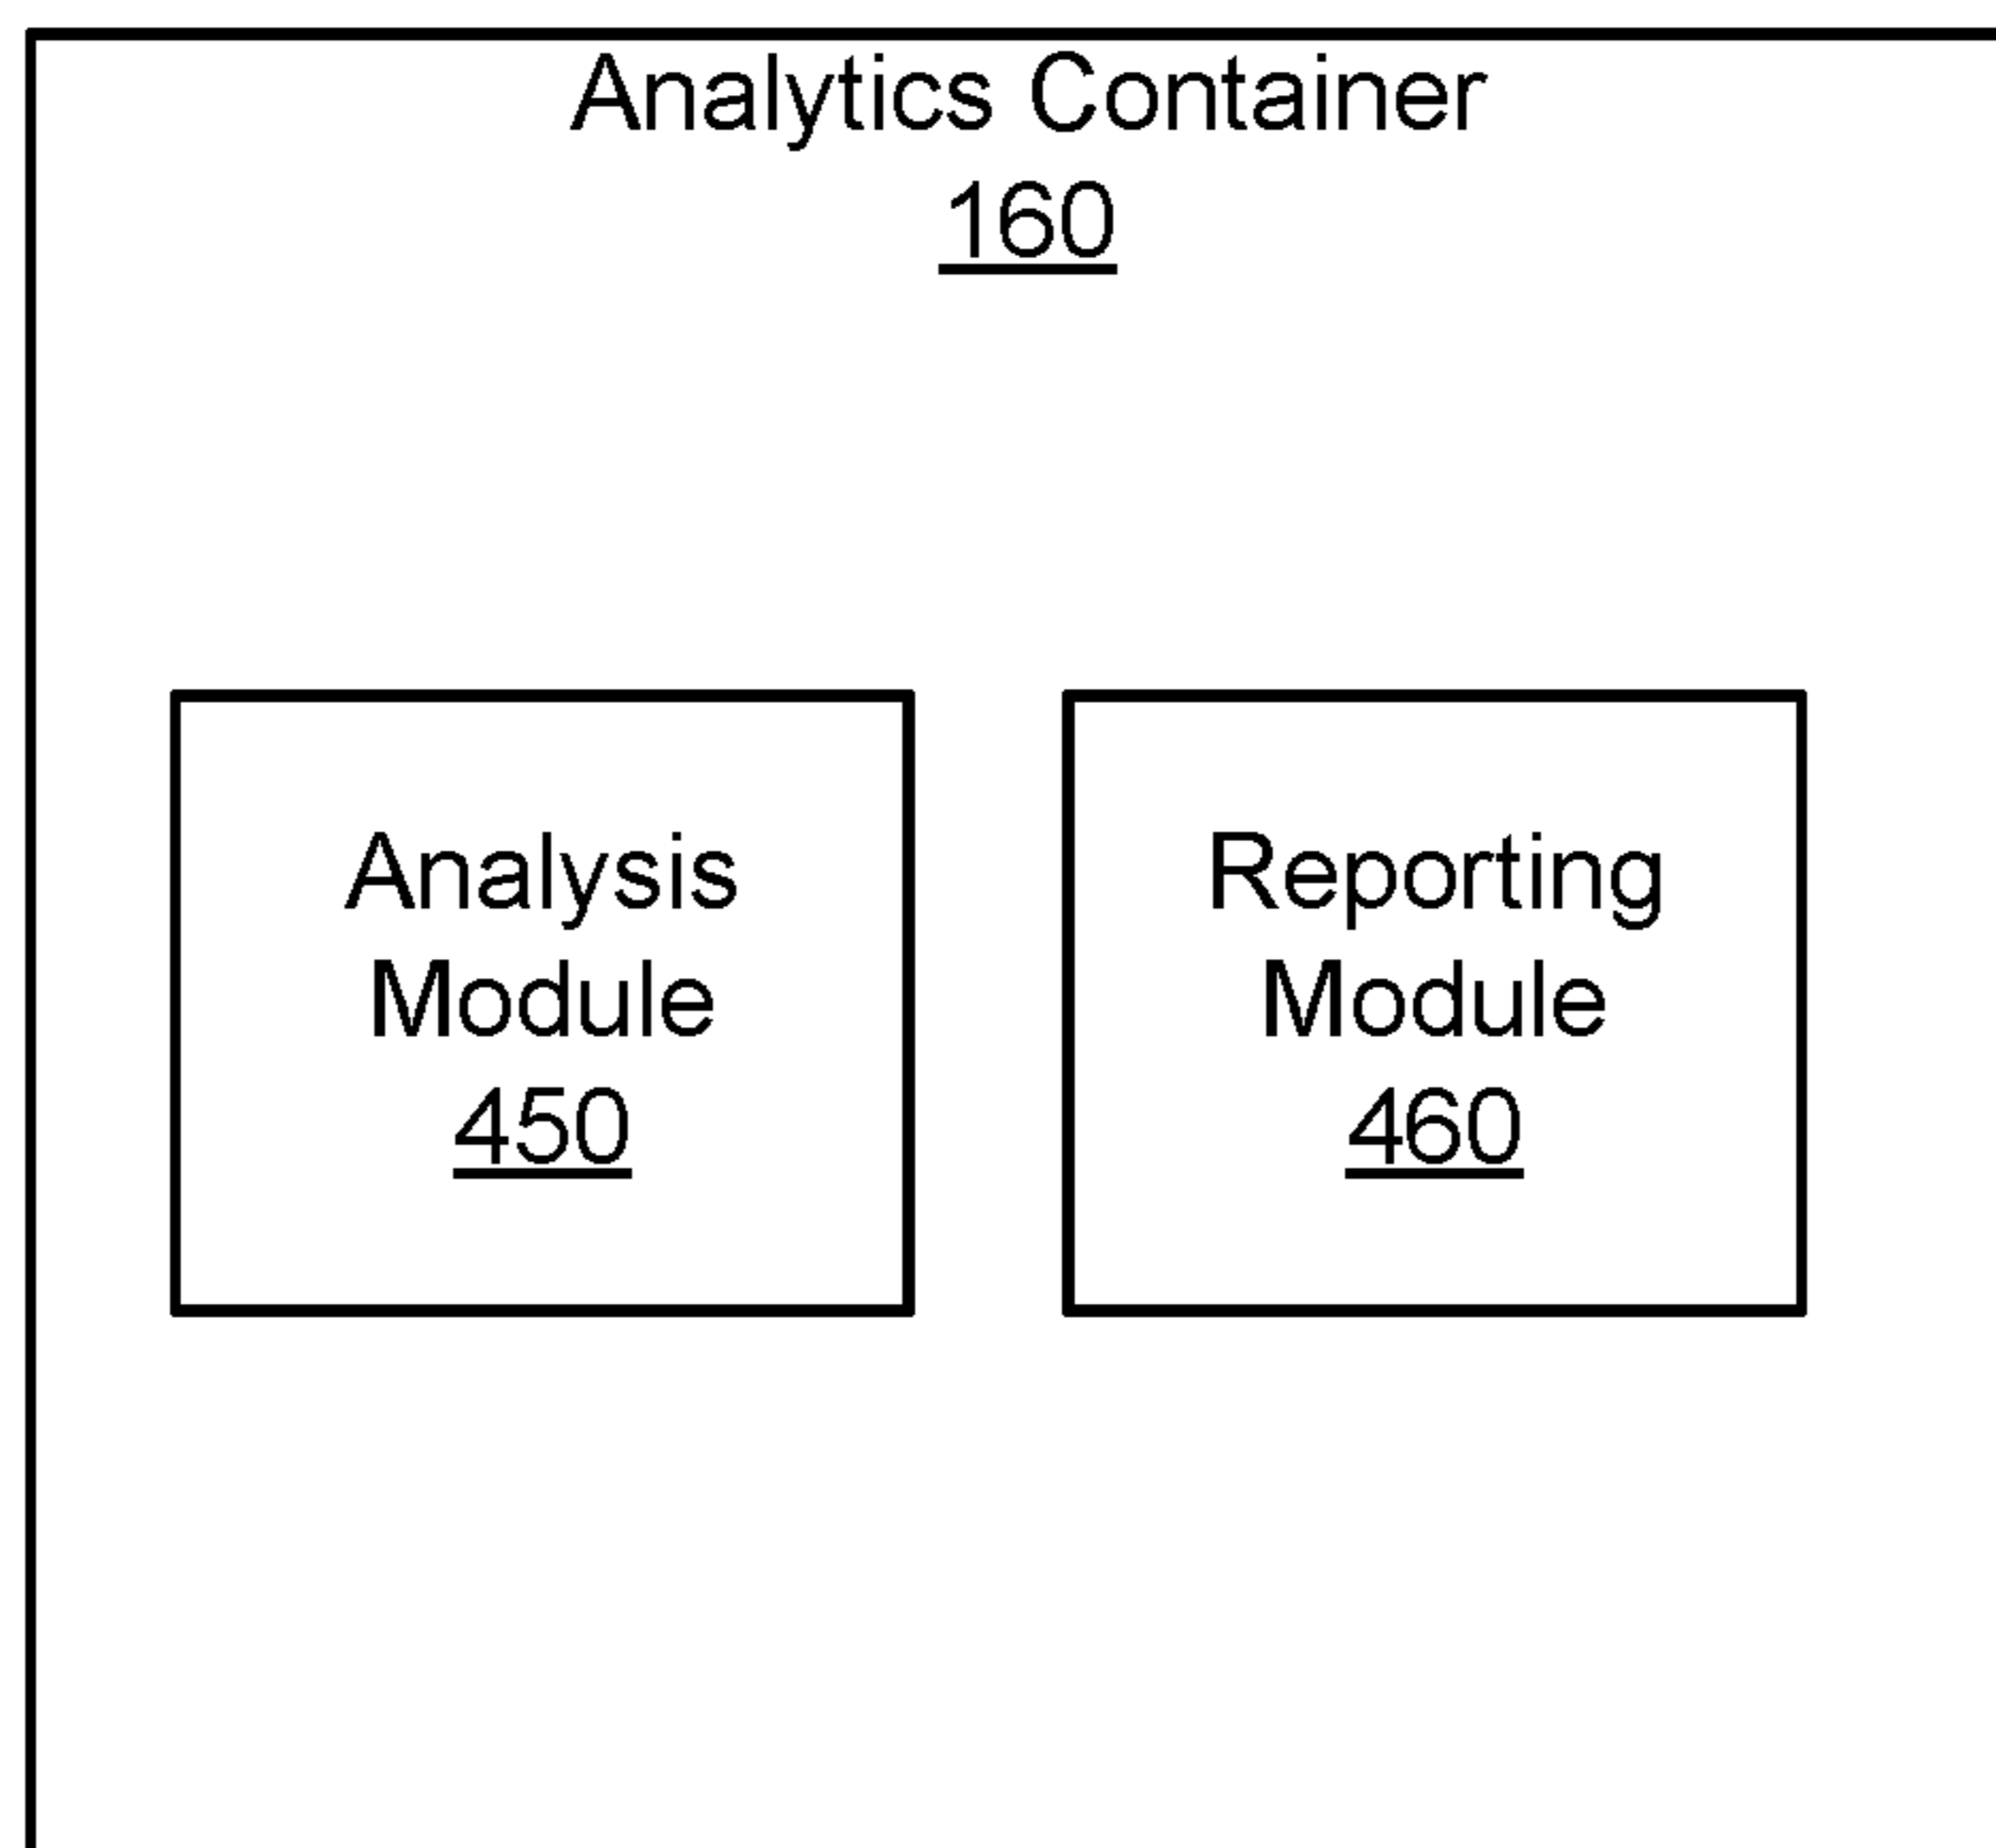 Analytics Container
160
Analysis
Module
450
Reporting
Module
460